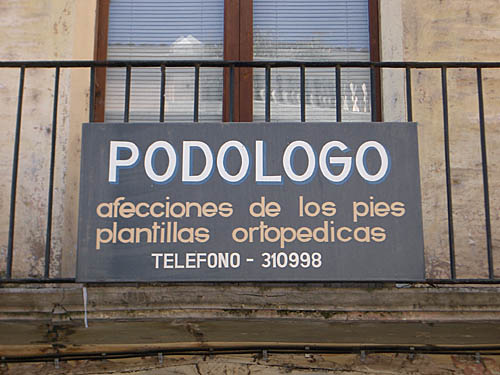 PODOLOGO
afecciones de los pies
plantillas ortopedicas
TELEFONO - 310998